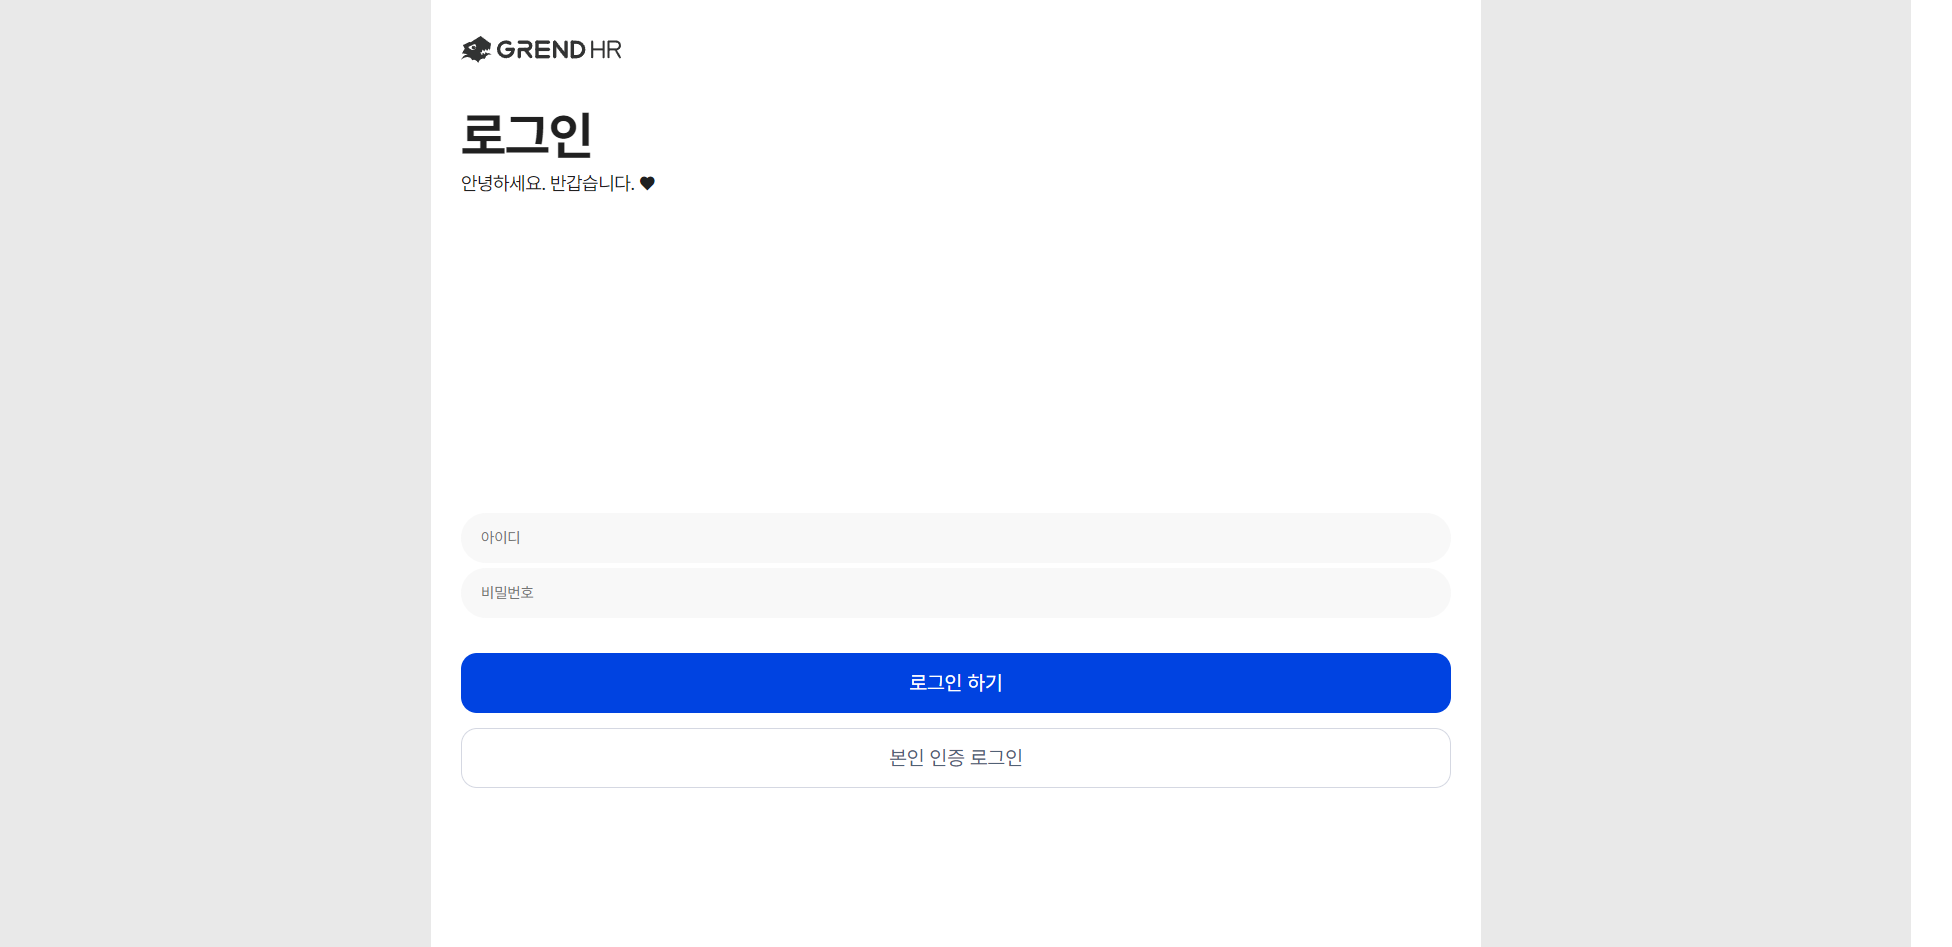 GREND HR
로그인
안녕하세요. 반갑습니다. ♥
아이디
비밀번호
로그인 하기
본인 인증 로그인